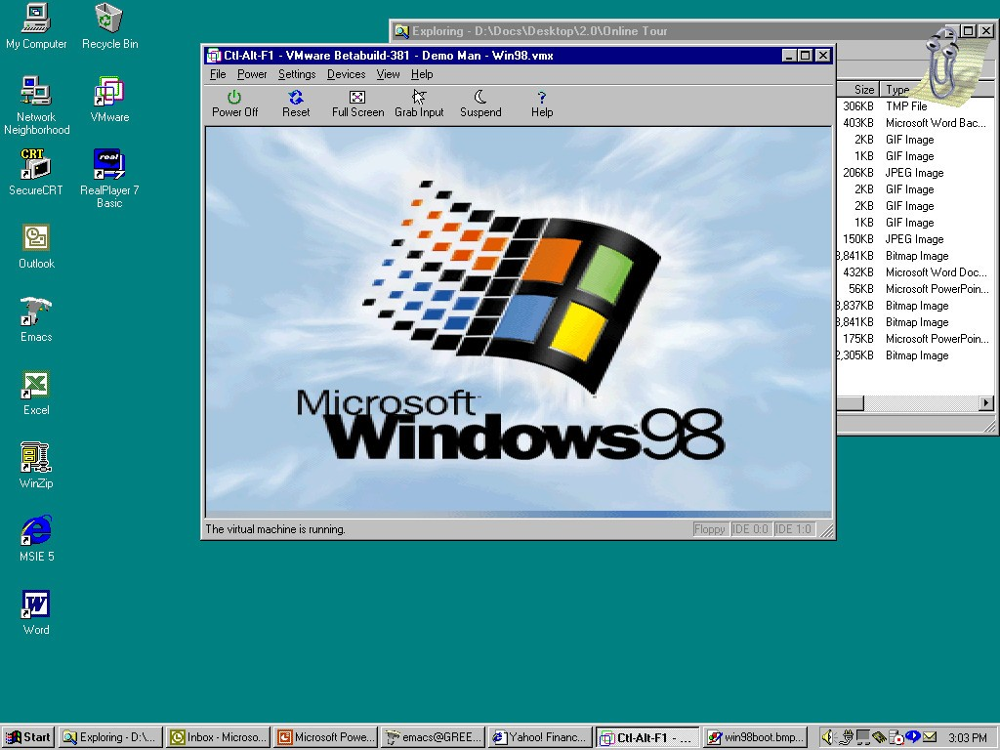 My Computer
Recycle Bin
Network
Neighborhood
VMware
CRT
SecureCRT
real
RealPlayer 7
Basic
Outlook
Emacs
Excel
WinZip
MSIE 5
W
Word
Exploring - D:\Docs\Desktop\2.0\Online Tour
Size Type
306KB TMP File
403KB Microsoft Word Bac...
2KB GIF Image
1KB GIF Image
206KB JPEG Image
2KB GIF Image
2KB GIF Image
1KB GIF Image
150KB JPEG Image
3,841KB Bitmap Image
432KB Microsoft Word Doc...
56KB Microsoft PowerPoin...
3,837KB Bitmap Image
3,841KB Bitmap Image
175KB Microsoft PowerPoin...
2,305KB Bitmap Image
Ctl-Alt-F1 - VMware Betabuild-381 - Demo Man - Win98.vmx
File Power Settings Devices View Help
Power Off Reset Full Screen Grab Input Suspend Help
Microsoft
Windows98
The virtual machine is running.
Floppy IDE 0:0 IDE 1:0
Start
Exploring - D:\...
Inbox - Microso...
Microsoft Powe...
emacs@GREE...
Yahoo! Financ...
Ctl-Alt-F1 - ...
win98boot.bmp...
3:03 PM